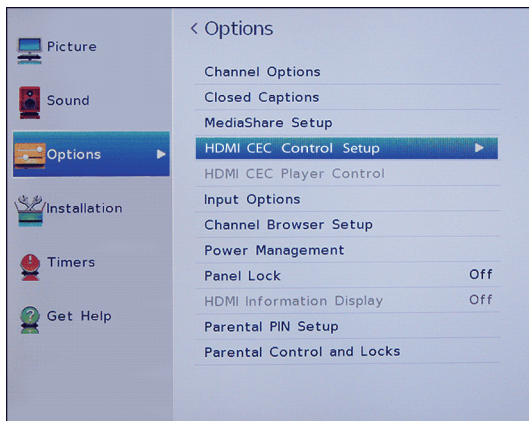 Picture
Sound
Options
Installation
Timers
Get Help
< Options
Channel Options
Closed Captions
MediaShare Setup
HDMI CEC Control Setup
HDMI CEC Player Control
Input Options
Channel Browser Setup
Power Management
Panel Lock Off
HDMI Information Display Off
Parental PIN Setup
Parental Control and Locks